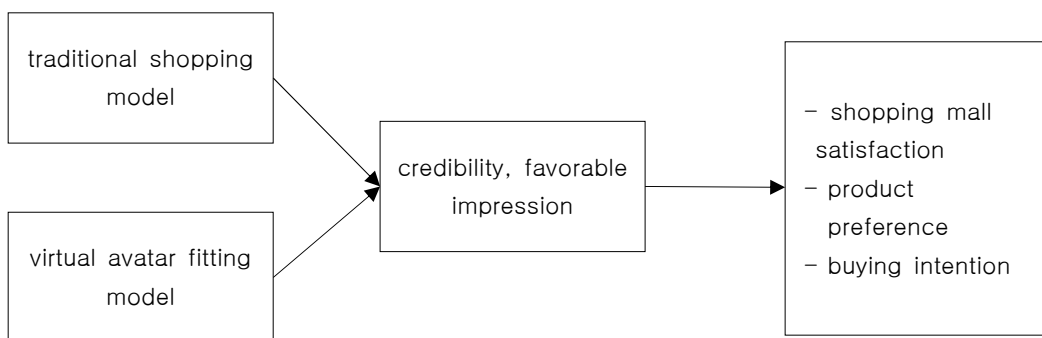 traditional shopping
model
virtual avatar fitting
model
credibility, favorable
impression
- shopping mall
satisfaction
- product
preference
- buying intention